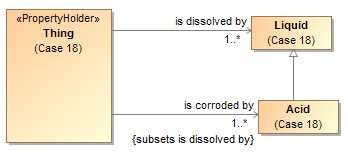 «PropertyHolder»
Thing
(Case 18)
is dissolved by
1..*
Liquid
(Case 18)
is corroded by
1..*
{subsets is dissolved by}
Acid
(Case 18)